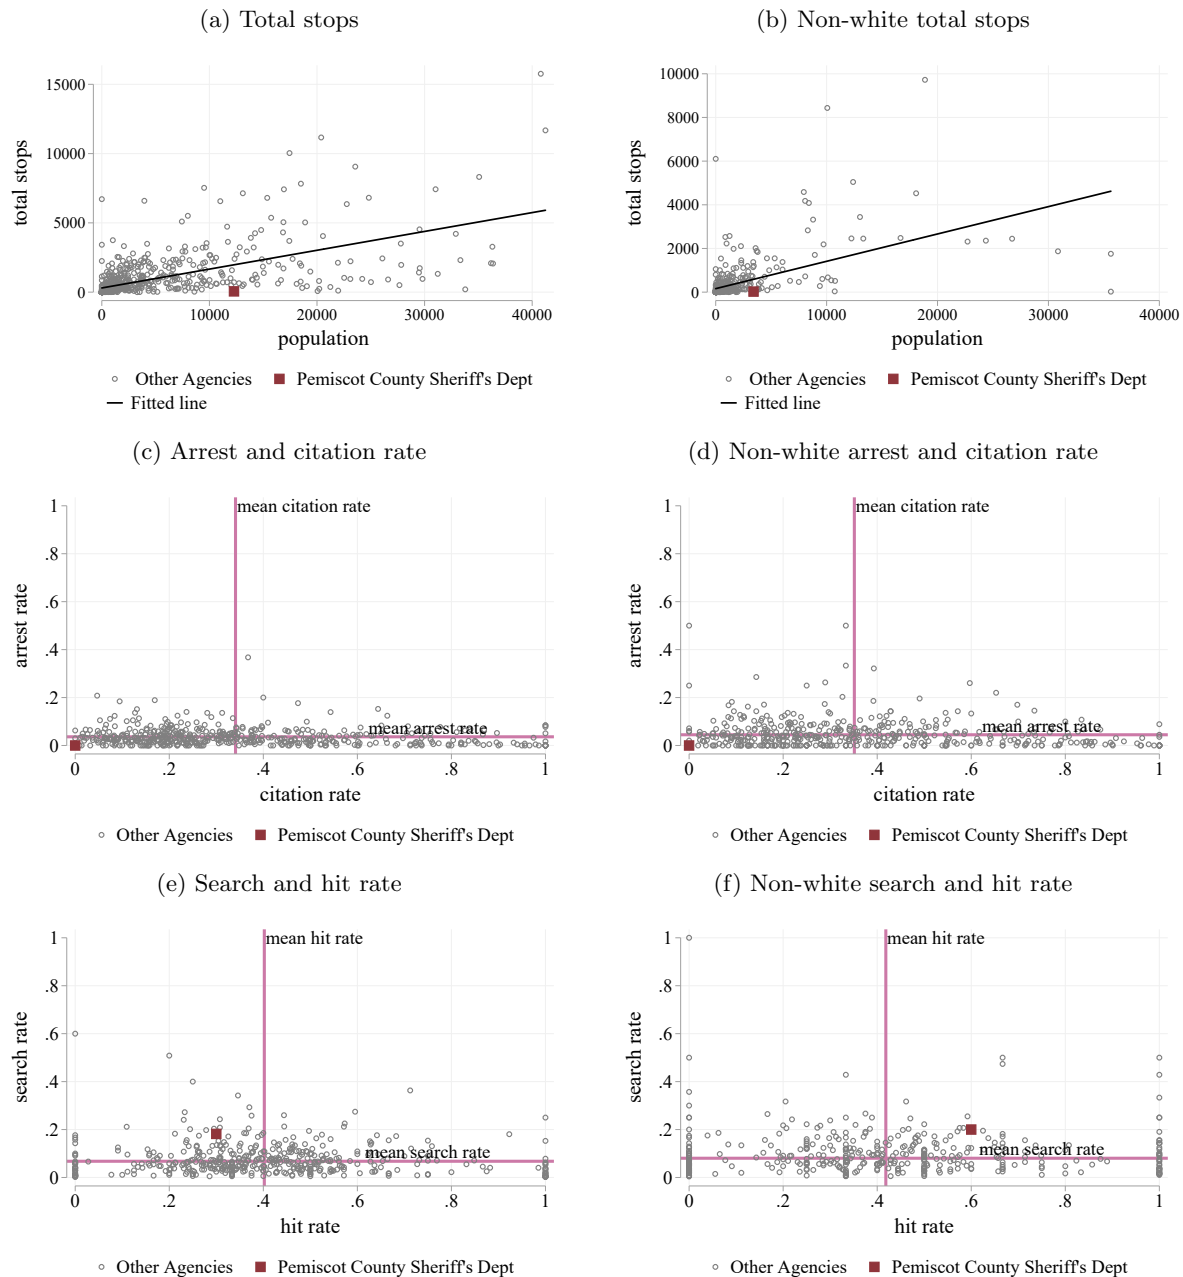 (a) Total stops
(b) Non-white total stops
total stops
15000
10000
5000
0
0 10000 20000 30000 40000
population
Other Agencies Pemiscot County Sheriff's Dept
Fitted line
total stops
10000
8000
6000
4000
2000
0
0 10000 20000 30000 40000
population
Other Agencies Pemiscot County Sheriff's Dept
Fitted line
(c) Arrest and citation rate
(d) Non-white arrest and citation rate
arrest rate
1
.8
.6
.4
.2
0
mean citation rate
mean arrest rate
0 .2 .4 .6 .8 1
citation rate
Other Agencies Pemiscot County Sheriff's Dept
arrest rate
1
.8
.6
.4
.2
0
mean citation rate
mean arrest rate
0 .2 .4 .6 .8 1
citation rate
Other Agencies Pemiscot County Sheriff's Dept
(e) Search and hit rate
(f) Non-white search and hit rate
search rate
1
.8
.6
.4
.2
0
mean hit rate
mean search rate
0 .2 .4 .6 .8 1
hit rate
Other Agencies Pemiscot County Sheriff's Dept
search rate
1
.8
.6
.4
.2
0
mean hit rate
mean search rate
0 .2 .4 .6 .8 1
hit rate
Other Agencies Pemiscot County Sheriff's Dept